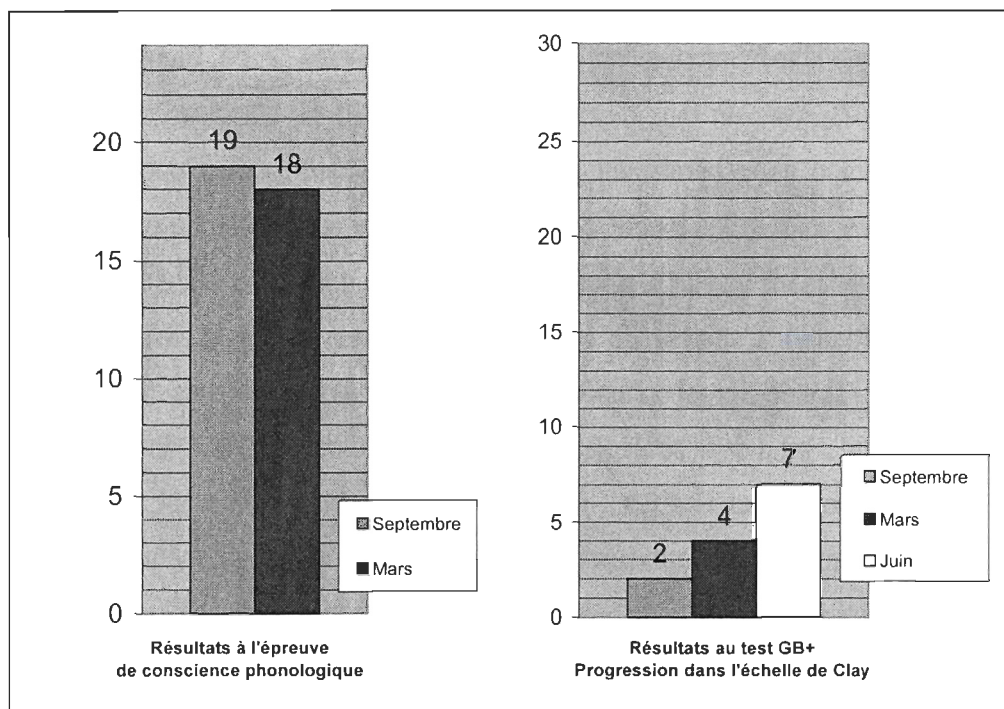 20
15
10
5
0
19
18
Septembre
Mars
Résultats à l'épreuve
de conscience phonologique
30
25
20
15
10
5
0
2
4
7
Septembre
Mars
Juin
Résultats au test GB+
Progression dans l'échelle de Clay